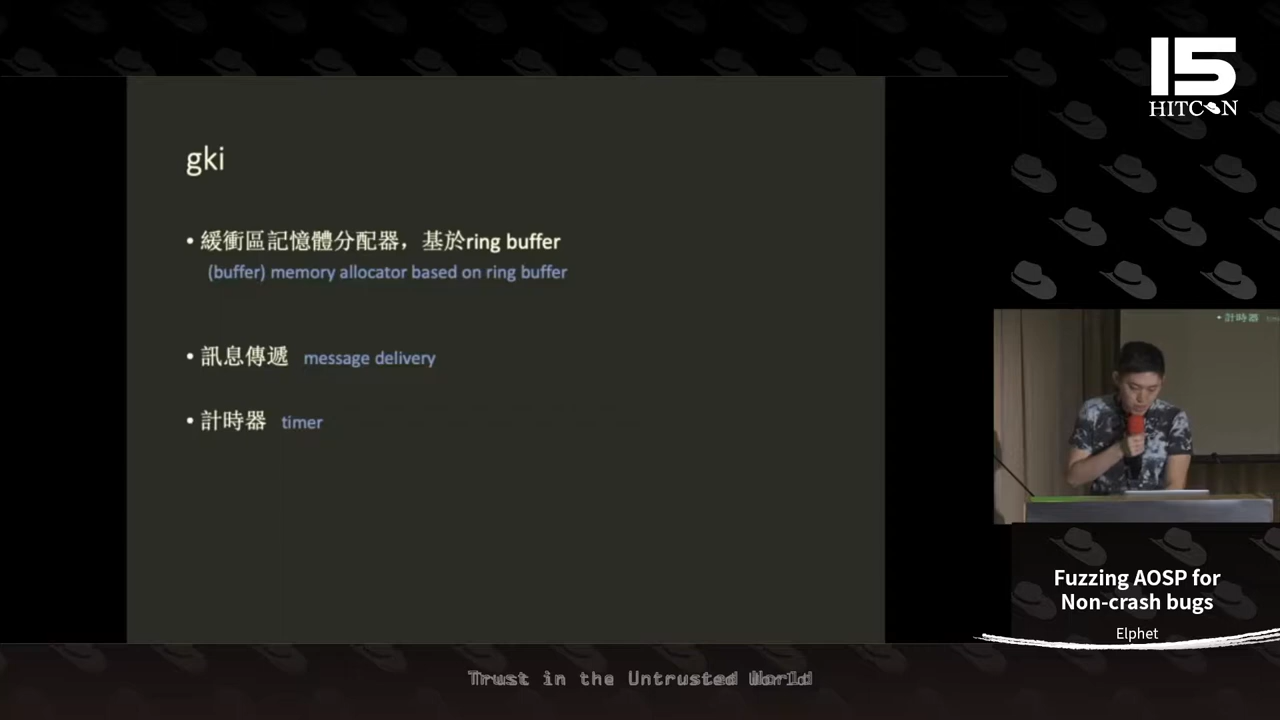 15
HITCON
gki
• 緩衝區記憶體分配器，基於ring buffer
(buffer) memory allocator based on ring buffer
• 訊息傳遞 message delivery
• 計時器 timer
• 計時器
Fuzzing AOSP for
Non-crash bugs
Elphet
Trust in the Untrusted World